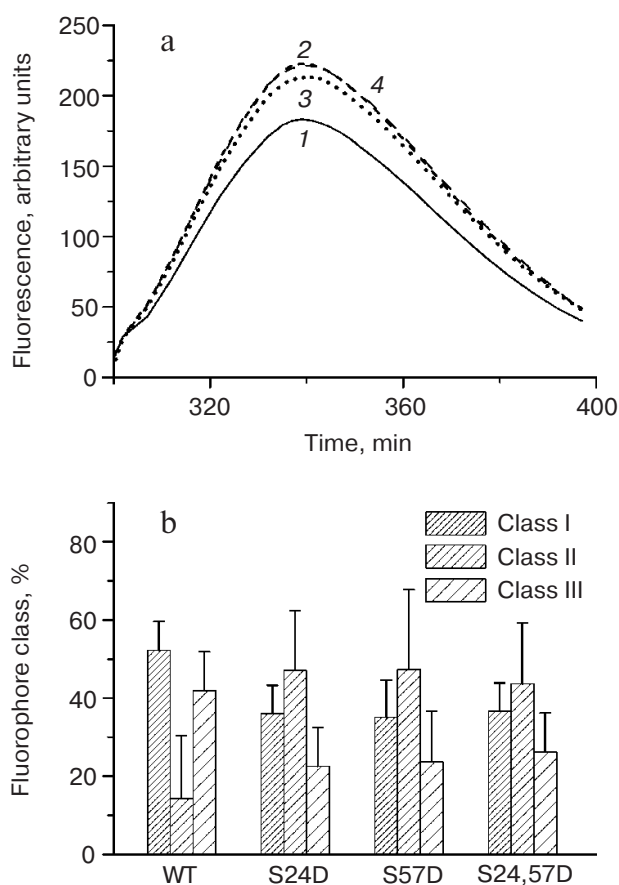 a
Fluorescence, arbitrary units
250
200
150
100
50
0
2
4
3
1
320
360
400
Time, min
b
Fluorophore class, %
80
60
40
20
0
Class I
Class II
Class III
WT
S24D
S57D
S24,57D